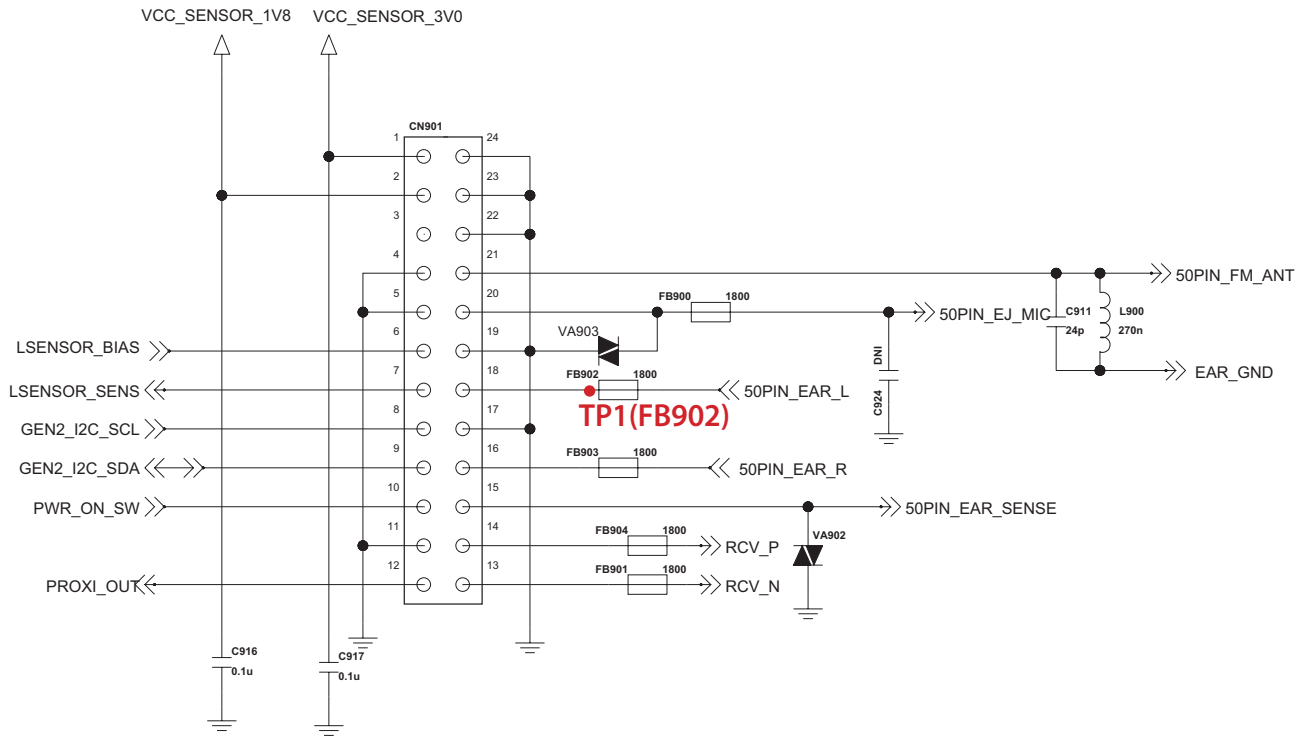 VCC_SENSOR_1V8 VCC_SENSOR_3V0
CN901
1 24
2 23
3 22
4 21
50PIN_FM_ANT
5 20
FB900 1800
C911
24p
L900
270n
50PIN_EJ_MIC
6 19
VA903
LSENSOR_BIAS
DNI
C924
EAR_GND
7 18
FB902 1800
LSENSOR_SENS
50PIN_EAR_L
TP1(FB902)
8 17
GEN2_I2C_SCL
9 16
FB903 1800
GEN2_I2C_SDA
50PIN_EAR_R
10 15
PWR_ON_SW
50PIN_EAR_SENSE
11 14
FB904 1800
RCV_P
VA902
12 13
FB901 1800
PROXI_OUT
RCV_N
C916
0.1u
C917
0.1u